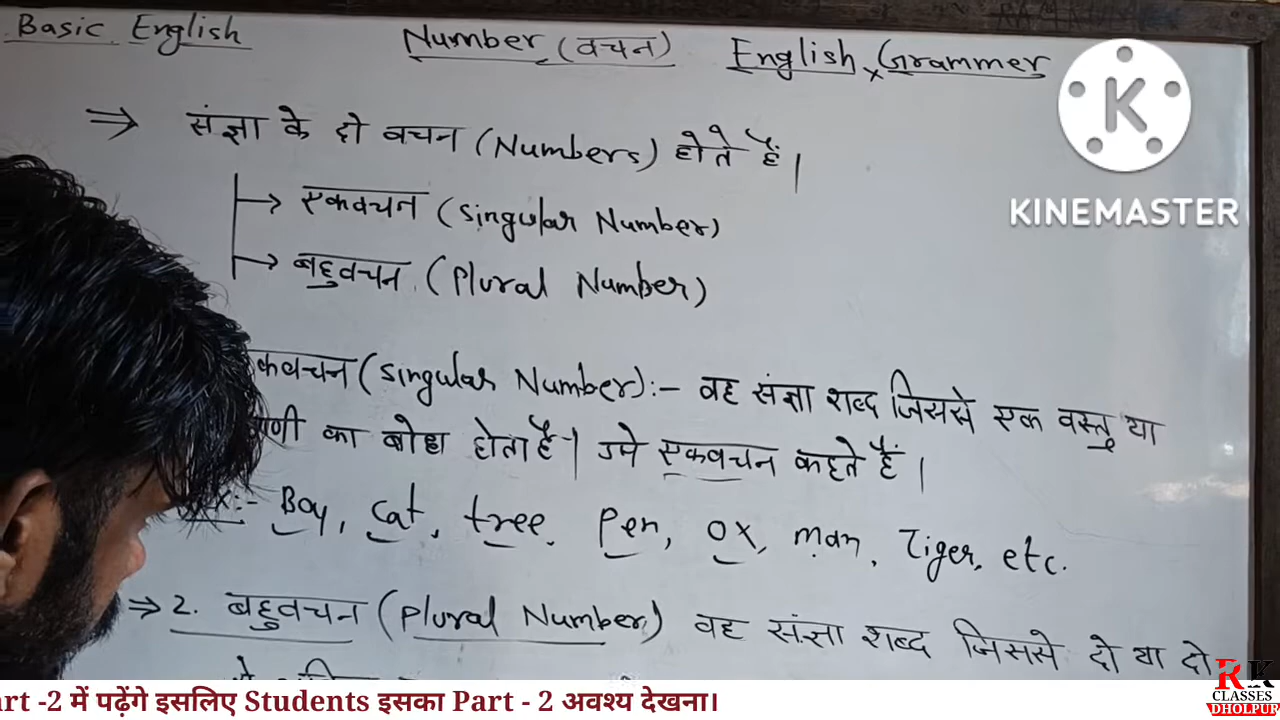 Basic English
Number (वचन) English Grammer
⇒ संज्ञा के दो वचन (Numbers) होते हैं।
→ एकवचन (Singular Number)
→ बहुवचन (Plural Number)
कवचन (Singular Number):- वह संज्ञा शब्द जिससे एक वस्तु या
णी का बोध होता है। उसे एकवचन कहते हैं।
Boy, Cat, tree, Pen, Ox, man, Tiger, etc.
⇒ 2. बहुवचन (Plural Number) वह संज्ञा शब्द जिससे दो या दो
K
KINEMASTER
art -2 में पढ़ेंगे इसलिए Students इसका Part - 2 अवश्य देखना।
RK
CLASSES
DHOLPUR